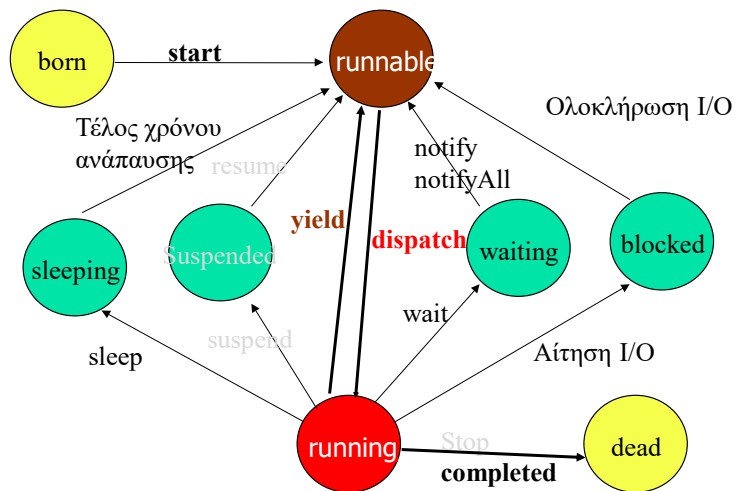 born
start
runnable
Ολοκλήρωση I/O
Τέλος χρόνου
ανάπαυσης
resume
notify
notifyAll
yield
dispatch
sleeping
Suspended
waiting
blocked
suspend
wait
sleep
Αίτηση I/O
running
Stop
completed
dead